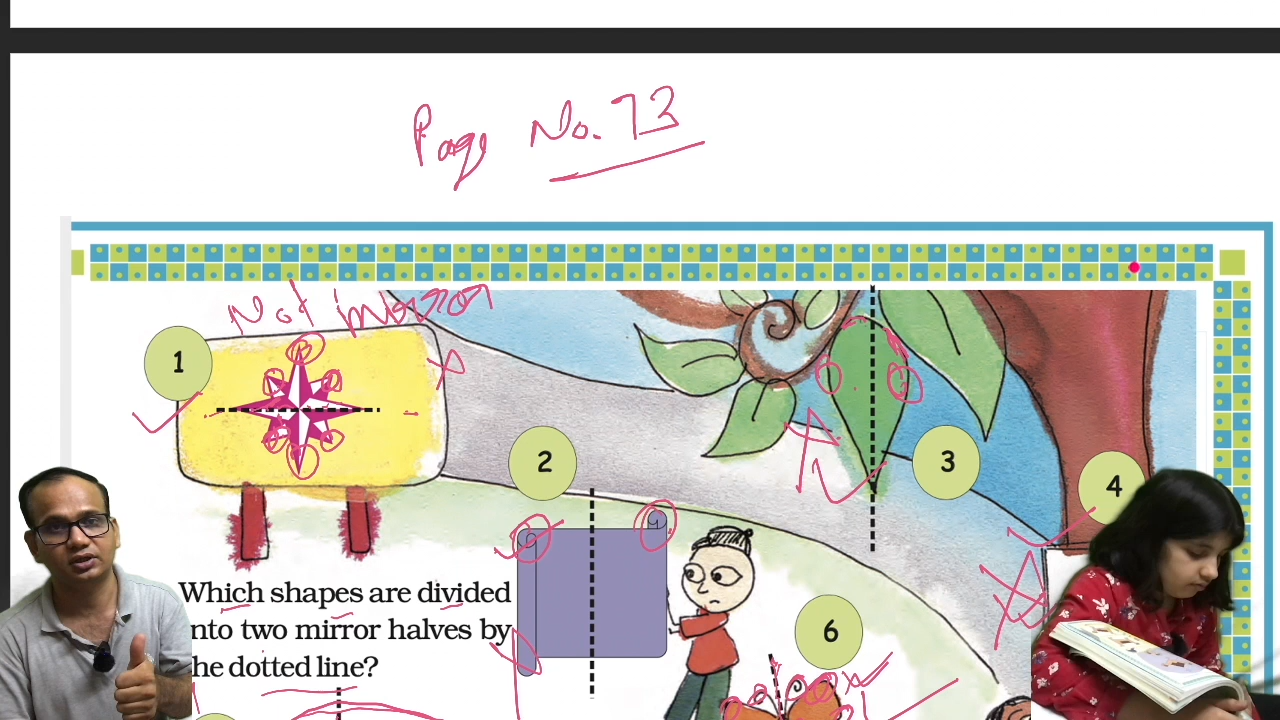 Page No. 73
Not mirror
1
2
3
4
Which shapes are divided
nto two mirror halves by
he dotted line?
6